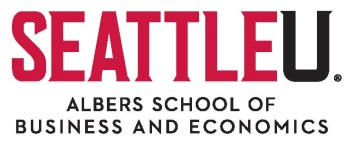 SEATTLEU®
ALBERS SCHOOL OF
BUSINESS AND ECONOMICS